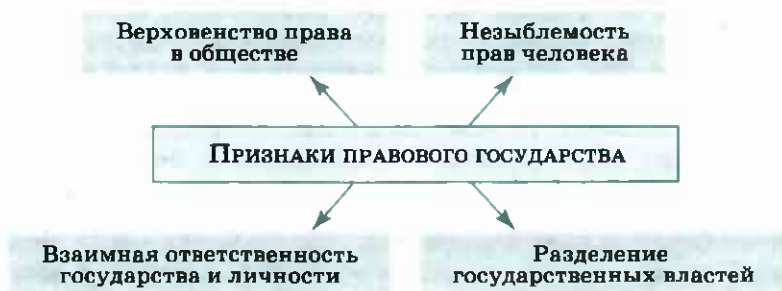 Верховенство права
в обществе
Незыблемость
прав человека
ПРИЗНАКИ ПРАВОВОГО ГОСУДАРСТВА
Взаимная ответственность
государства и личности
Разделение
государственных властей